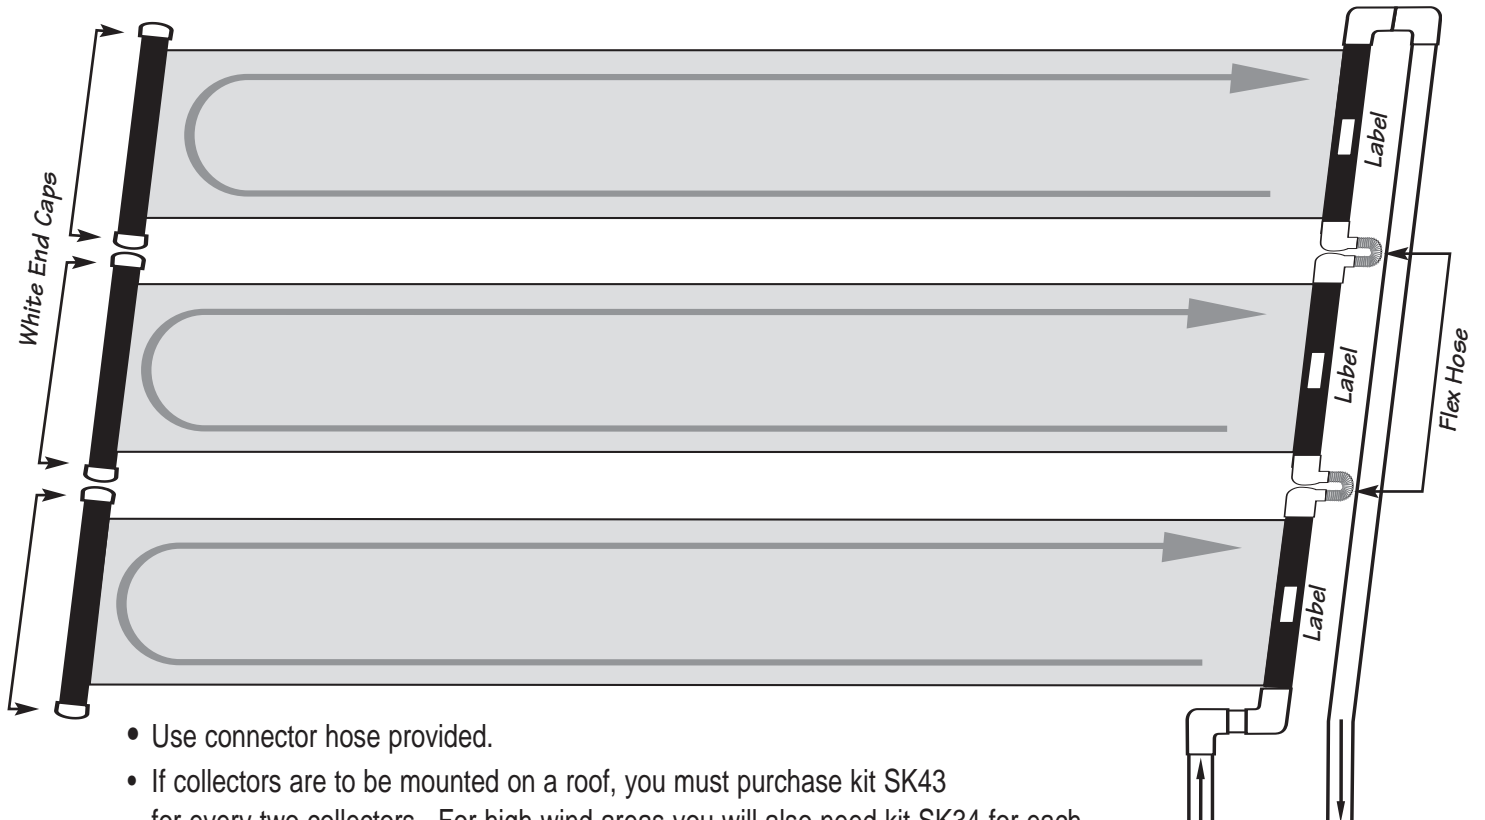 Label
White End Caps
Label
Flex Hose
Label
• Use connector hose provided.
• If collectors are to be mounted on a roof, you must purchase kit SK43
for every two collectors. For high wind areas you will also need kit SK34 for each